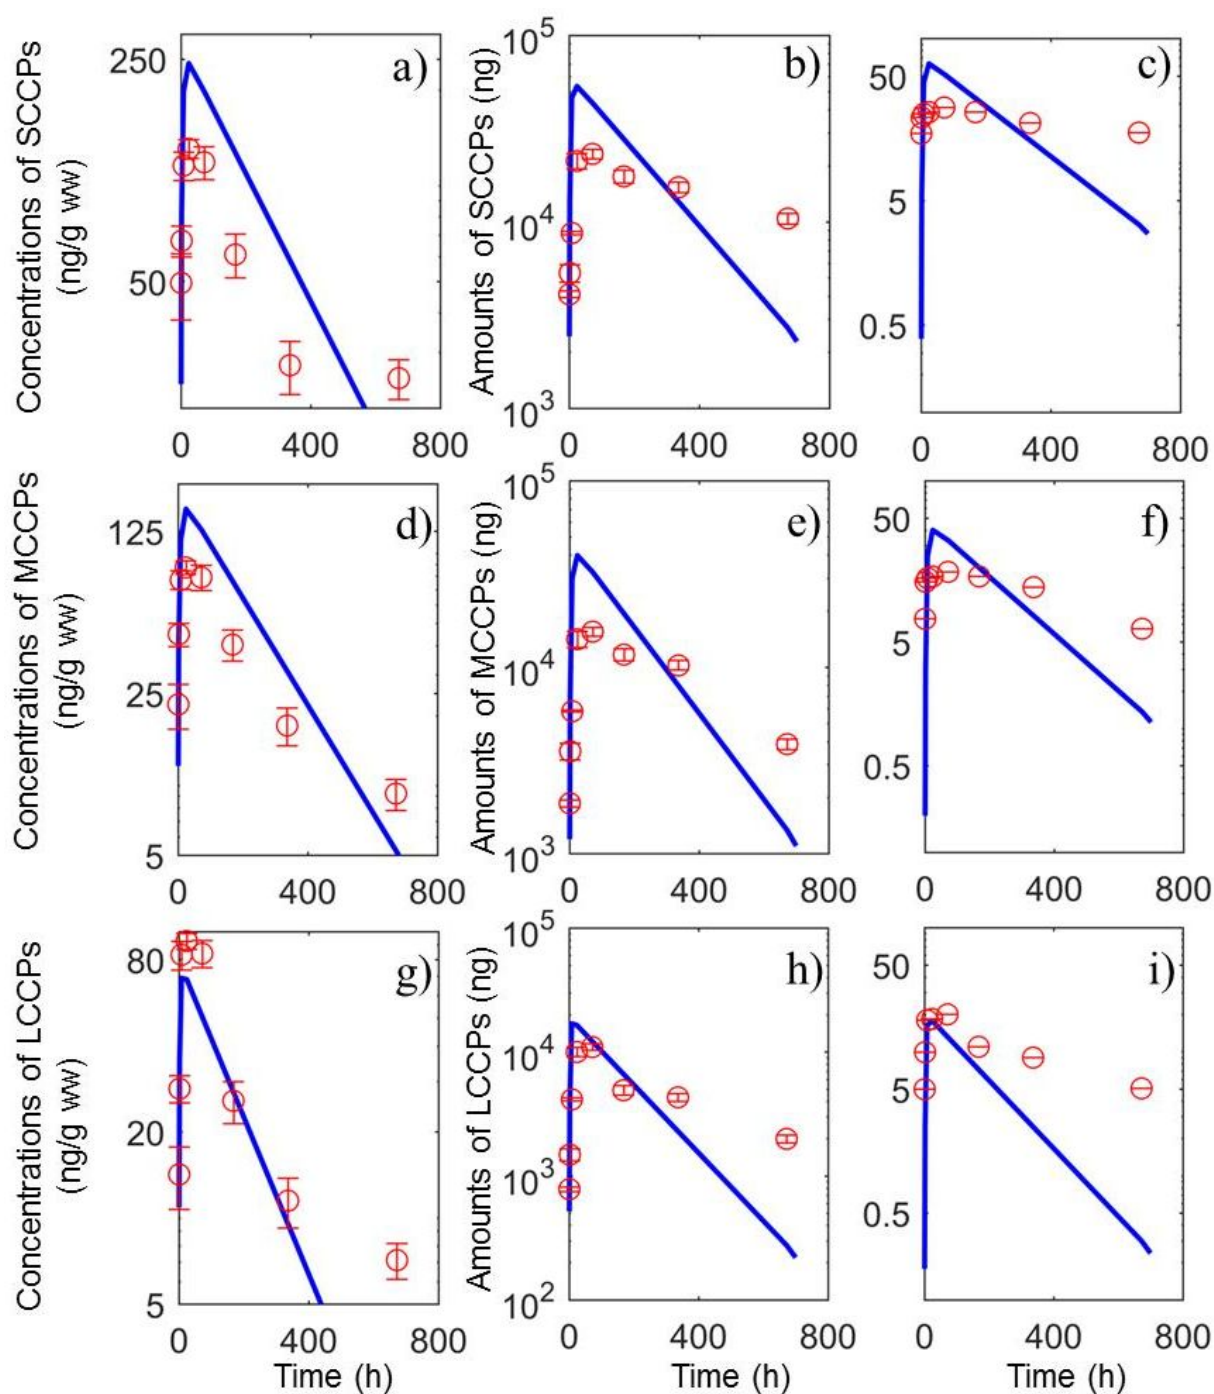 Concentrations of SCCPs
(ng/g ww)
250
50
0
400
800
a)
Amounts of SCCPs (ng)
10^5
10^4
10^3
0
400
800
b)
50
5
0.5
0
400
800
c)
Concentrations of MCCPs
(ng/g ww)
125
25
5
0
400
800
d)
Amounts of MCCPs (ng)
10^5
10^4
10^3
0
400
800
e)
50
5
0.5
0
400
800
f)
Concentrations of LCCPs
(ng/g ww)
80
20
5
0
400
800
g)
Time (h)
Amounts of LCCPs (ng)
10^5
10^4
10^3
10^2
0
400
800
h)
Time (h)
50
5
0.5
0
400
800
i)
Time (h)